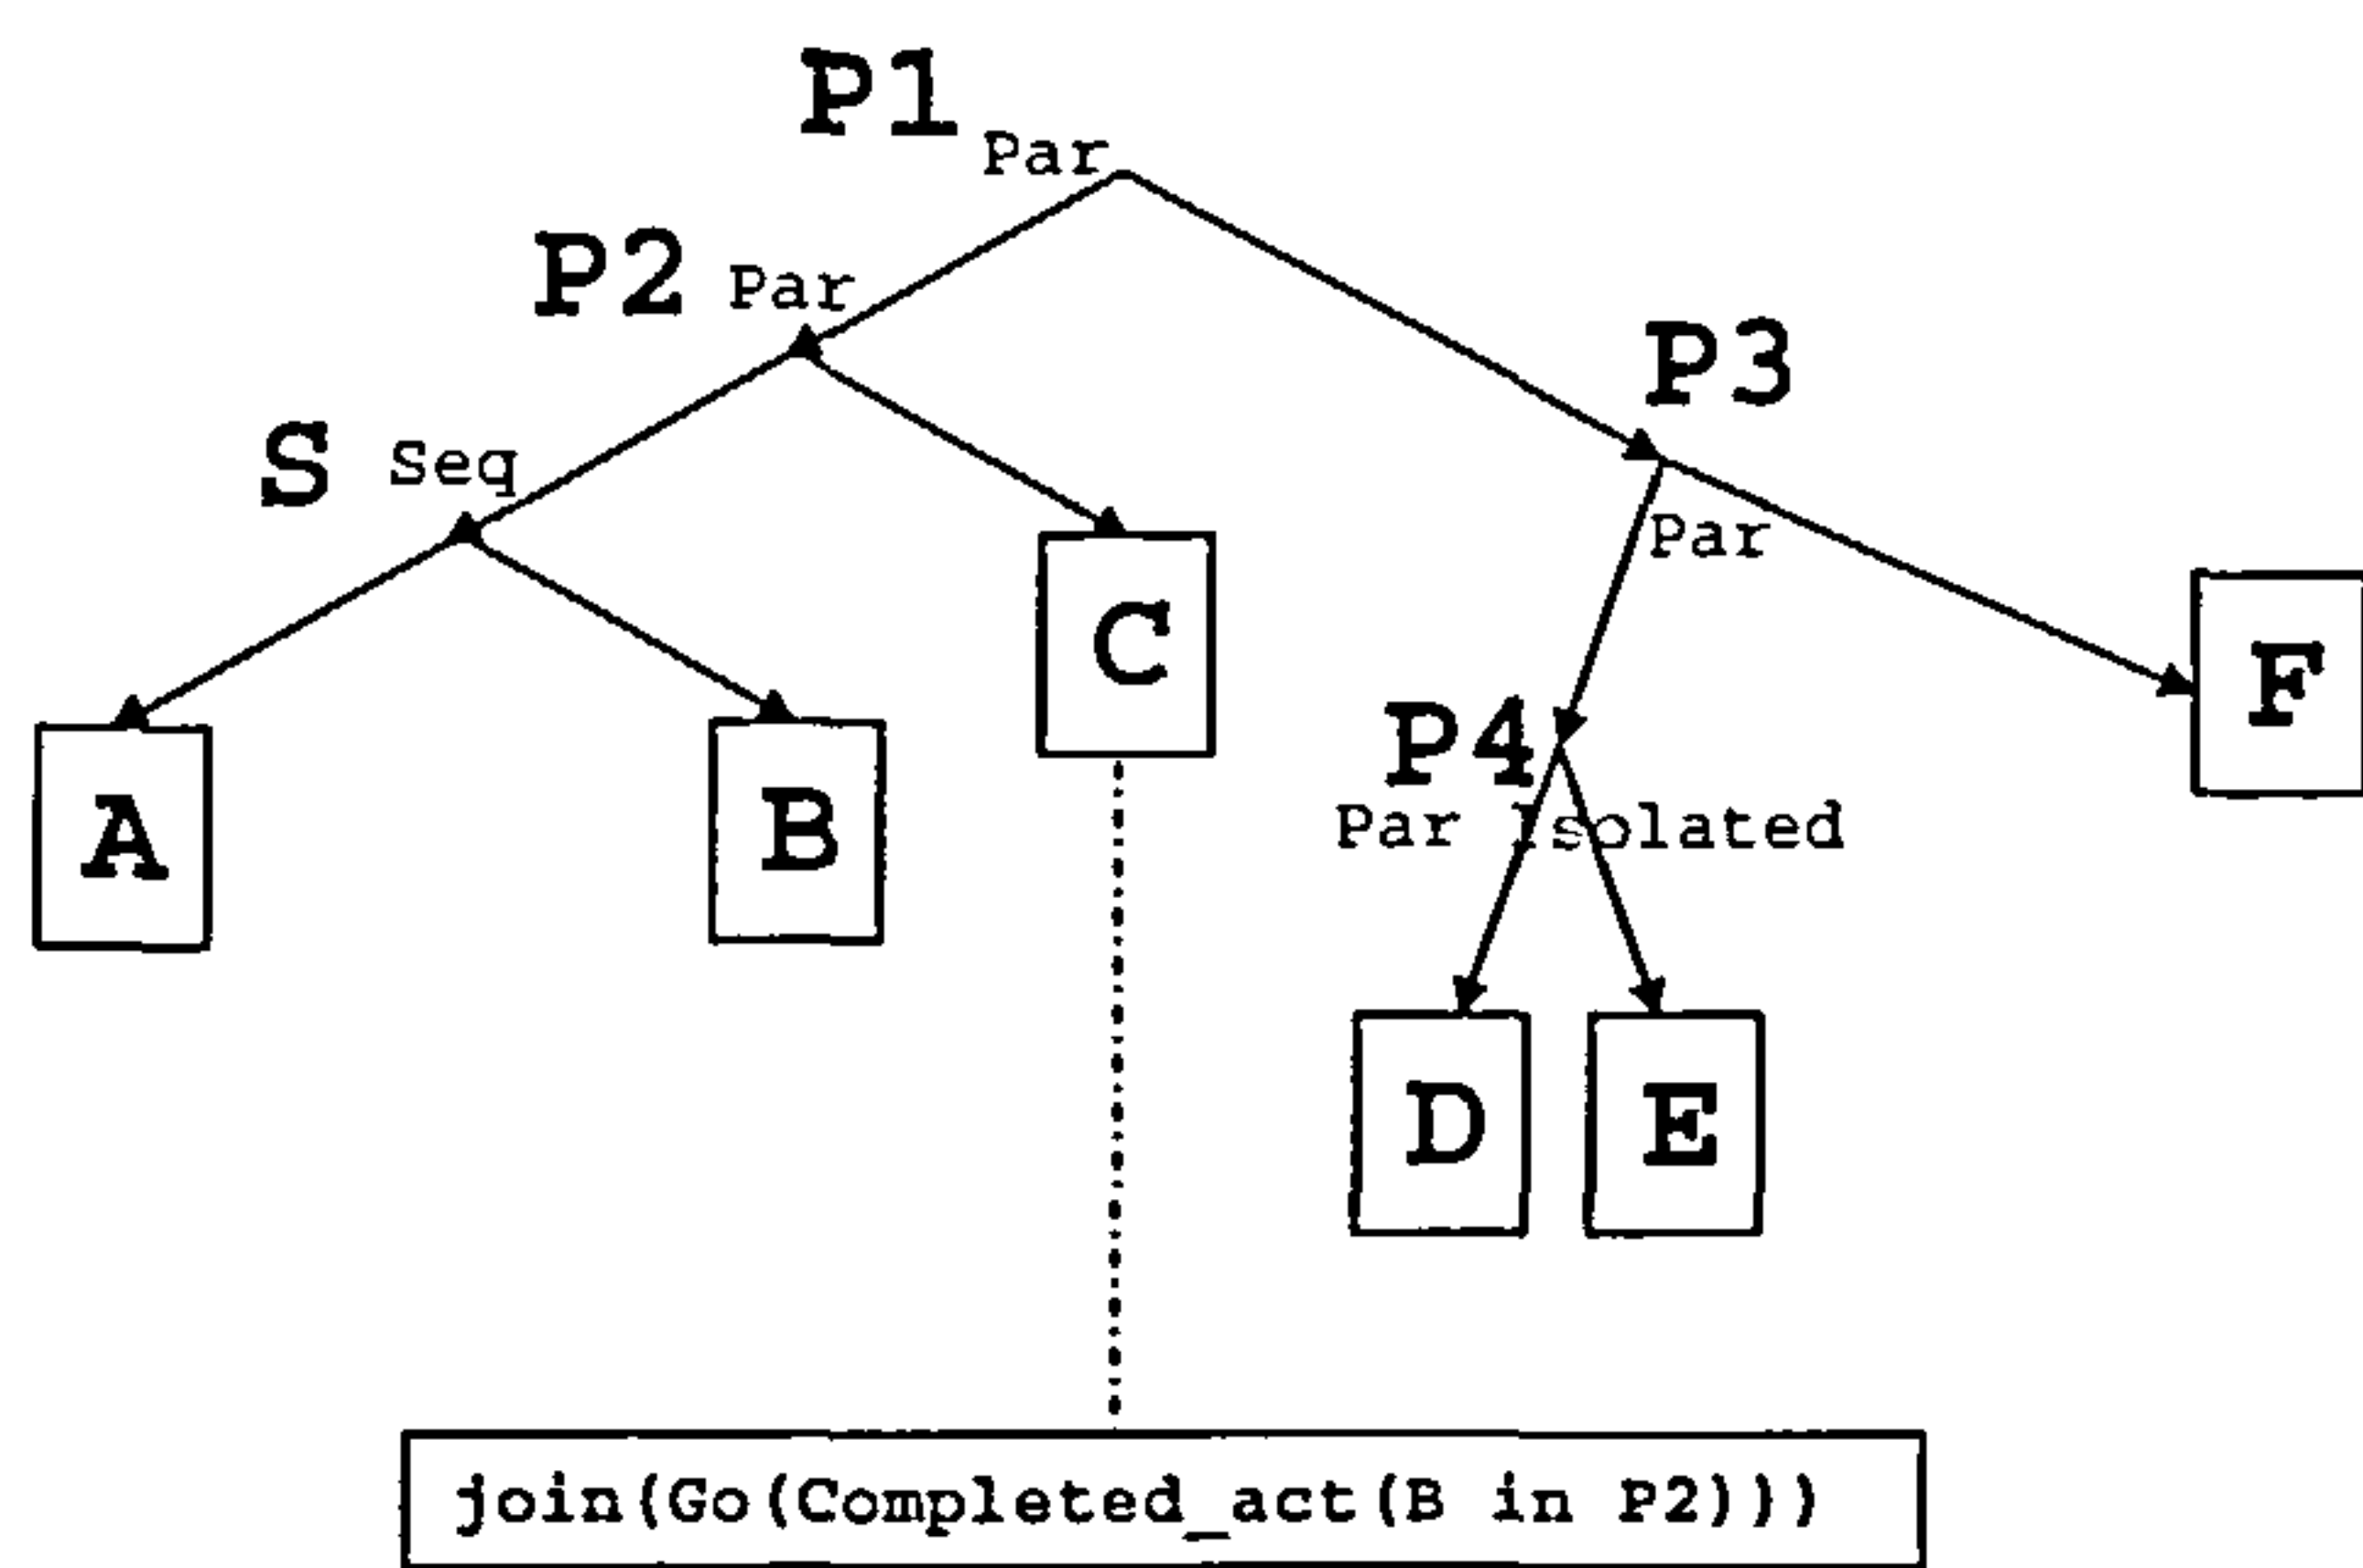 P1 Par
P2 Par
P3
S Seq
Par
C
F
P4
A
B
Par Isolated
D
E
join(Go(Completed_act(B in P2)))